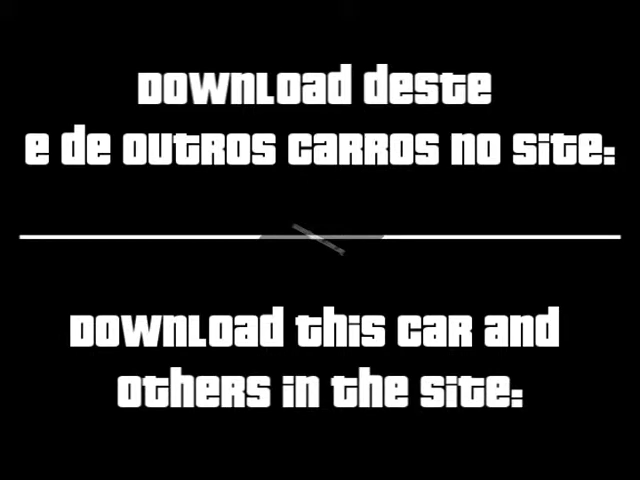 Download deste
e de outros carros no site:
Download this car and
others in the site: